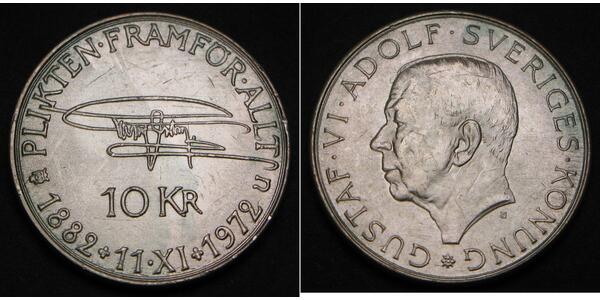 PLIKTEN · FRAMFÖR · ALLT
10 KR
1882 + 11 · XI + 1972
GUSTAF · VI · ADOLF · SVERIGES · KONUNG